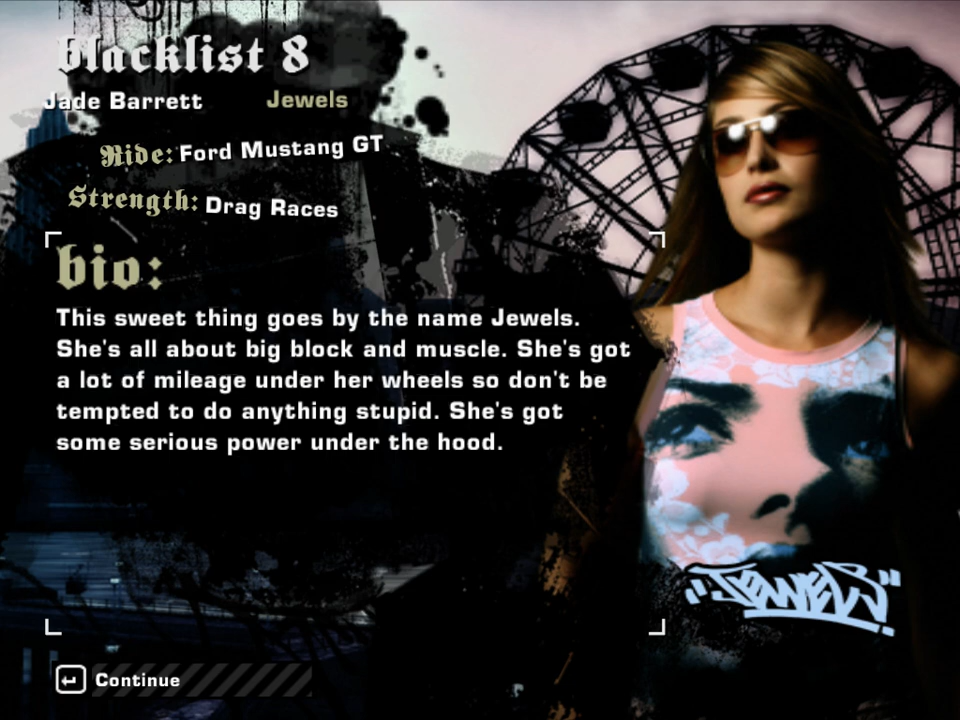 blacklist 8
Jade Barrett Jewels
Ride: Ford Mustang GT
Strength: Drag Races
bio:
This sweet thing goes by the name Jewels.
She's all about big block and muscle. She's got
a lot of mileage under her wheels so don't be
tempted to do anything stupid. She's got
some serious power under the hood.
"JEWELS"
Continue